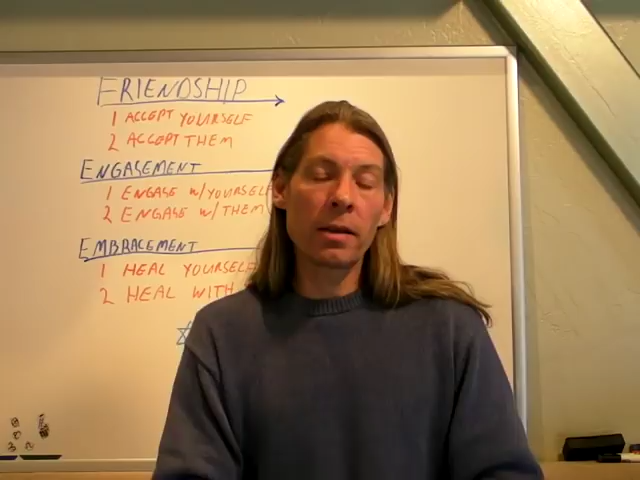 FRIENDSHIP
1 ACCEPT YOURSELF
2 ACCEPT THEM
ENGAGEMENT
1 ENGAGE W/YOURSELF
2 ENGAGE W/THEM
EMBRACEMENT
1 HEAL YOURSELF
2 HEAL WITH